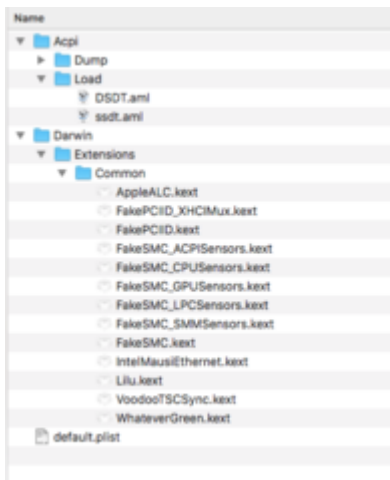 Name
Acpi
Dump
Load
DSDT.aml
ssdt.aml
Darwin
Extensions
Common
AppleALC.kext
FakePCIID_XHCIMux.kext
FakePCIID.kext
FakeSMC_ACPISensors.kext
FakeSMC_CPUSensors.kext
FakeSMC_GPUSensors.kext
FakeSMC_LPCSensors.kext
FakeSMC_SMMSensors.kext
FakeSMC.kext
IntelMausiEthernet.kext
Lilu.kext
VoodooTSCSync.kext
WhateverGreen.kext
default.plist